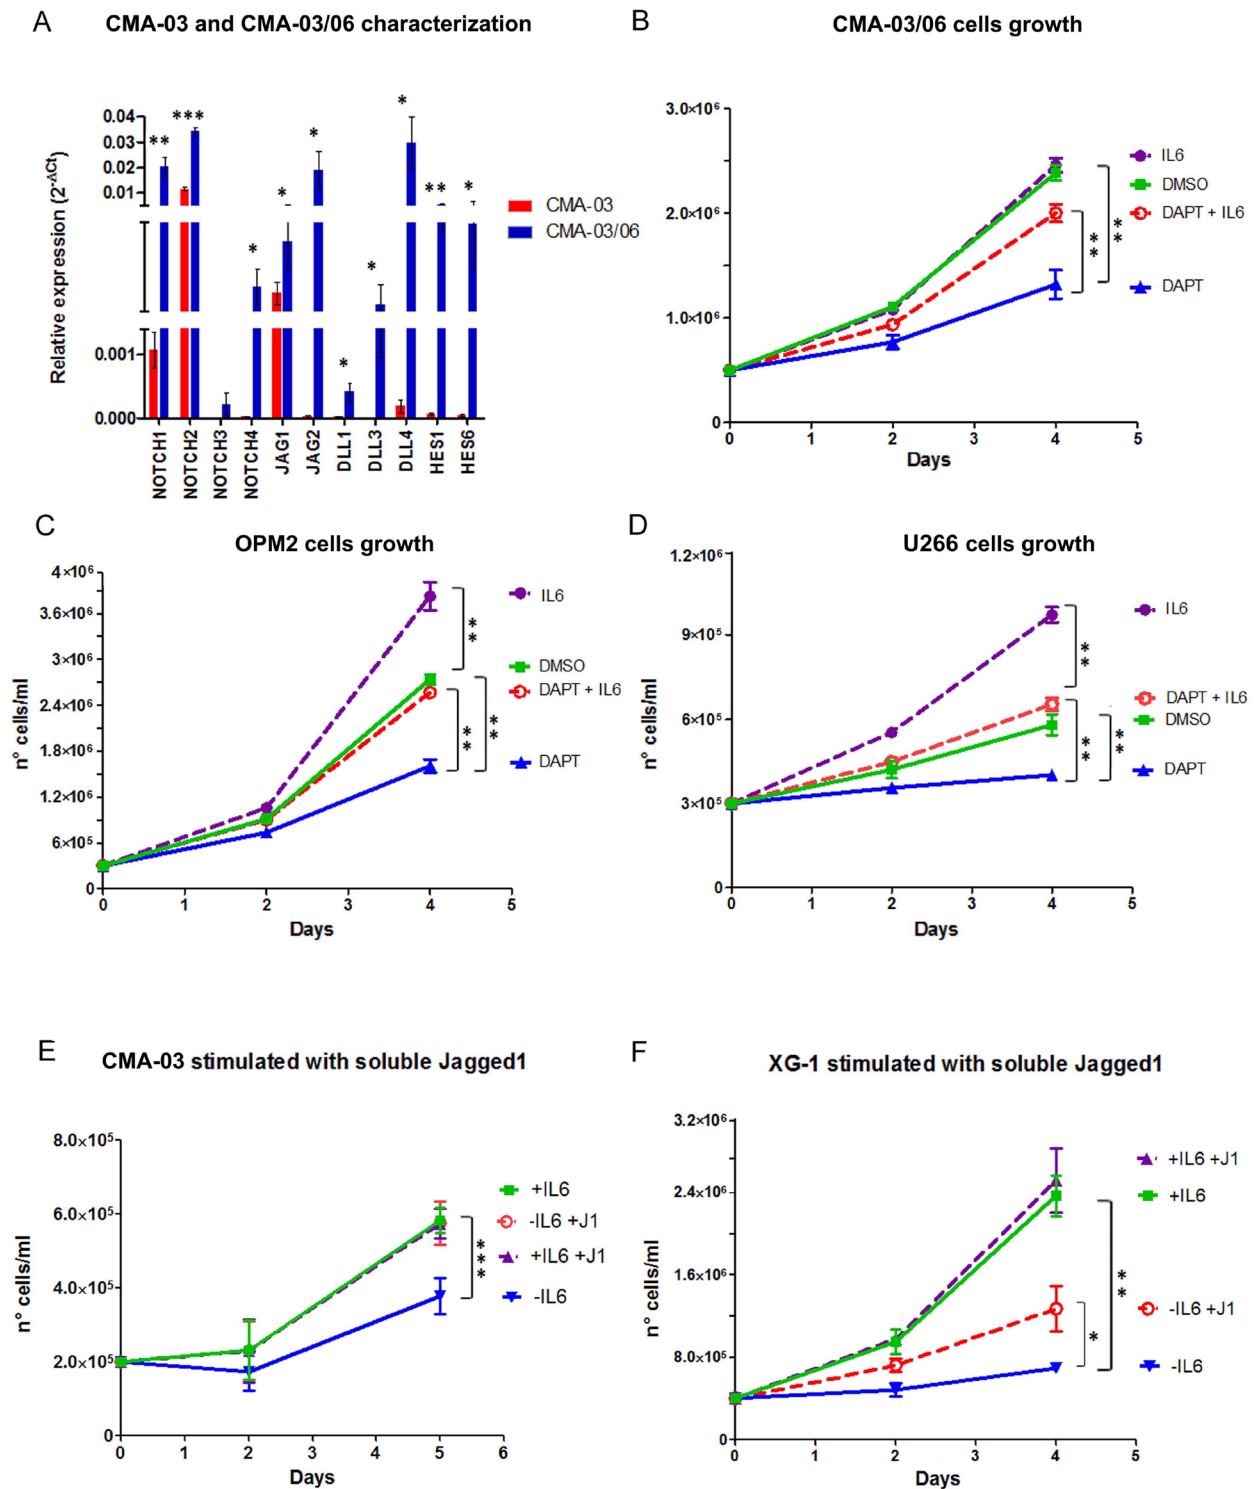 A
CMA-03 and CMA-03/06 characterization
Relative expression (2^-ΔCt)
0.04
0.03
0.02
0.01
0.001
0.000
** *** * * * * * * ** *
NOTCH1
NOTCH2
NOTCH3
NOTCH4
JAG1
JAG2
DLL1
DLL3
DLL4
HES1
HES6
CMA-03
CMA-03/06
B
CMA-03/06 cells growth
3.0×10⁶
2.0×10⁶
1.0×10⁶
0
0 1 2 3 4 5
Days
IL6
DMSO
DAPT + IL6
DAPT
**
**
C
OPM2 cells growth
n° cells/ml
4×10⁶
3.6×10⁶
3×10⁶
2.4×10⁶
1.8×10⁶
1.2×10⁶
6×10⁵
0
0 1 2 3 4 5
Days
IL6
DMSO
DAPT + IL6
DAPT
**
**
**
D
U266 cells growth
n° cells/ml
1.2×10⁶
9×10⁵
6×10⁵
3×10⁵
0
0 1 2 3 4 5
Days
IL6
DAPT + IL6
DMSO
DAPT
**
**
**
E
CMA-03 stimulated with soluble Jagged1
n° cells/ml
8.0×10⁵
6.0×10⁵
4.0×10⁵
2.0×10⁵
0
0 1 2 3 4 5 6
Days
+IL6
-IL6 +J1
+IL6 +J1
-IL6
***
F
XG-1 stimulated with soluble Jagged1
n° cells/ml
3.2×10⁶
2.4×10⁶
1.6×10⁶
8.0×10⁵
0
0 1 2 3 4 5
Days
+IL6 +J1
+IL6
-IL6 +J1
-IL6
*
**